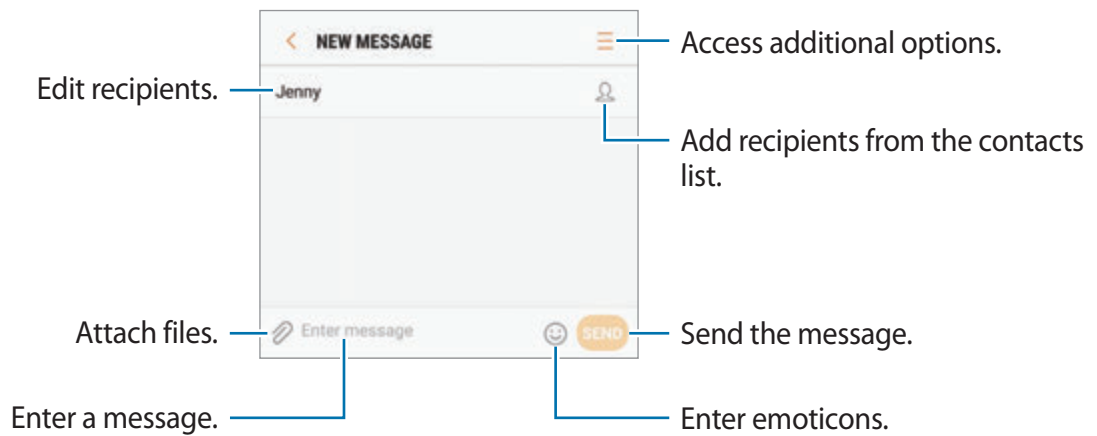 NEW MESSAGE
Access additional options.
Edit recipients.
Jenny
Add recipients from the contacts
list.
Attach files.
Enter message
SEND
Send the message.
Enter a message.
Enter emoticons.